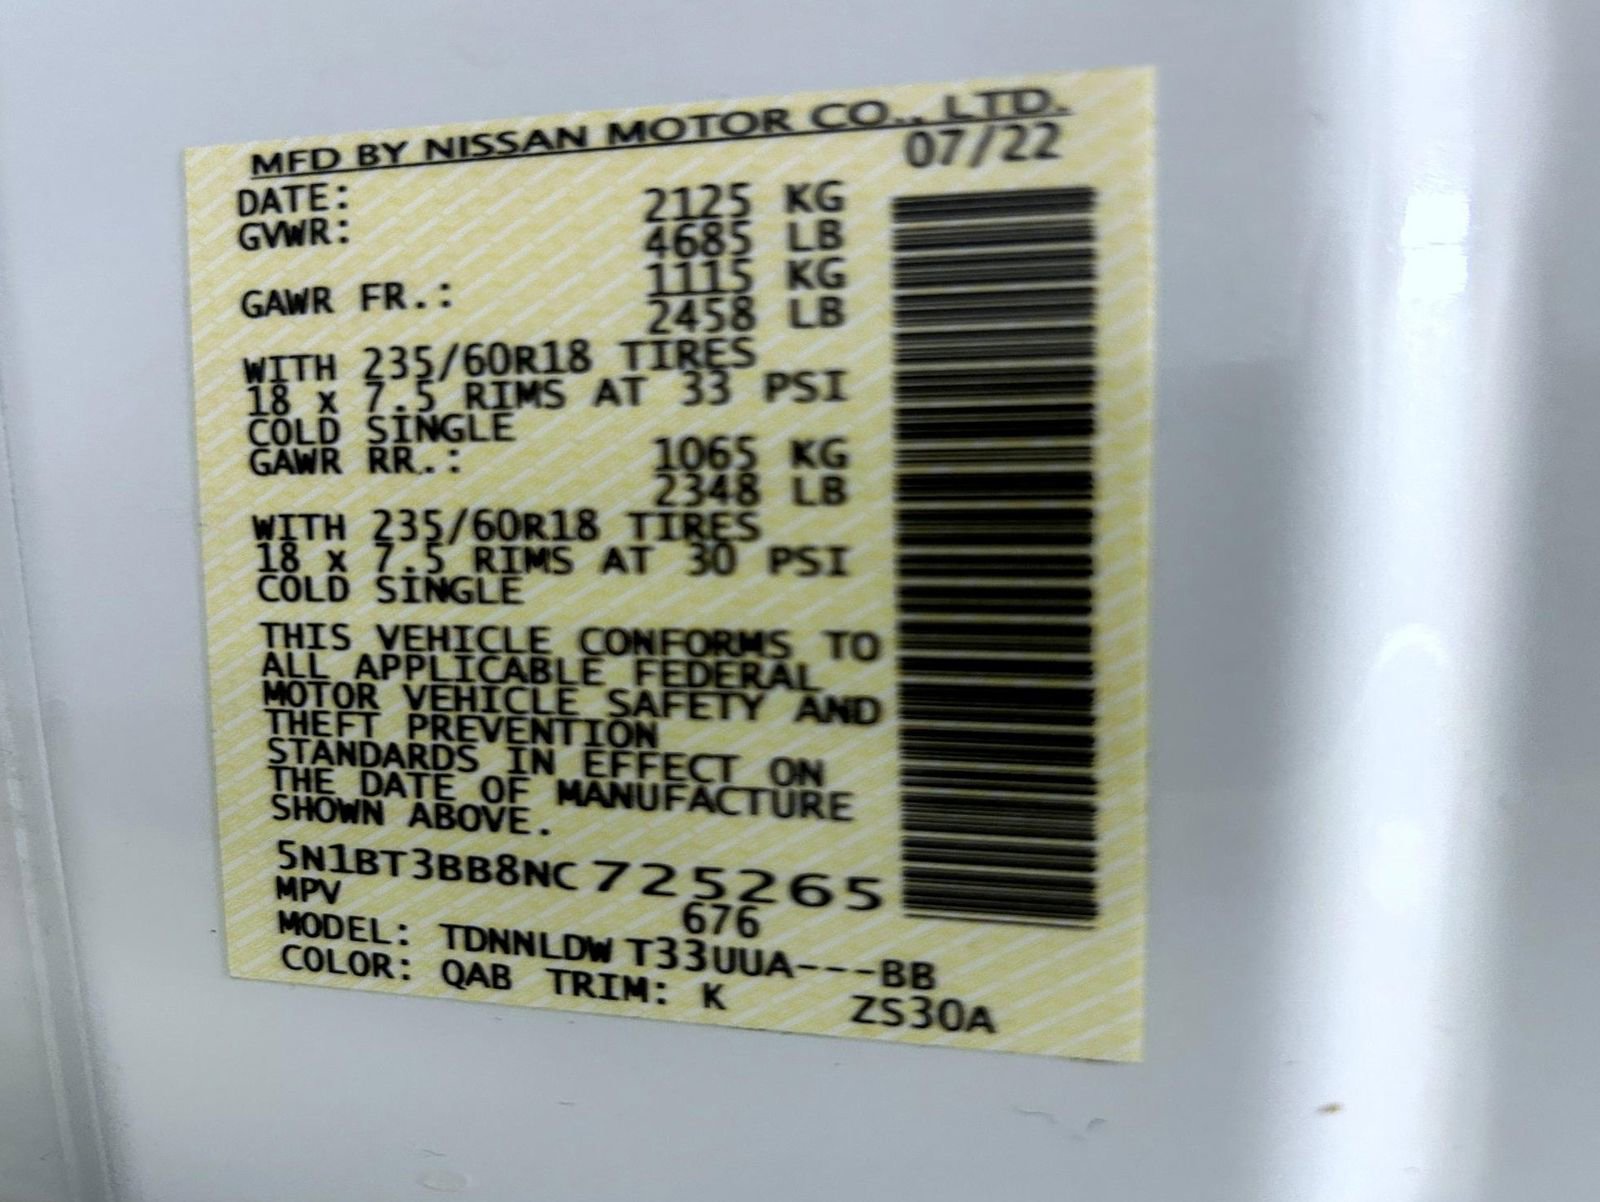 MFD BY NISSAN MOTOR CO., LTD.
DATE: 07/22
GVWR: 2125 KG
4685 LB
GAWR FR.: 1115 KG
2458 LB
WITH 235/60R18 TIRES
18 x 7.5 RIMS AT 33 PSI
COLD SINGLE
GAWR RR.: 1065 KG
2348 LB
WITH 235/60R18 TIRES
18 x 7.5 RIMS AT 30 PSI
COLD SINGLE
THIS VEHICLE CONFORMS TO
ALL APPLICABLE FEDERAL
MOTOR VEHICLE SAFETY AND
THEFT PREVENTION
STANDARDS IN EFFECT ON
THE DATE OF MANUFACTURE
SHOWN ABOVE.
5N1BT3BB8NC725265
MPV 676
MODEL: TDNNLDW T33UUA---BB
COLOR: QAB TRIM: K ZS30A